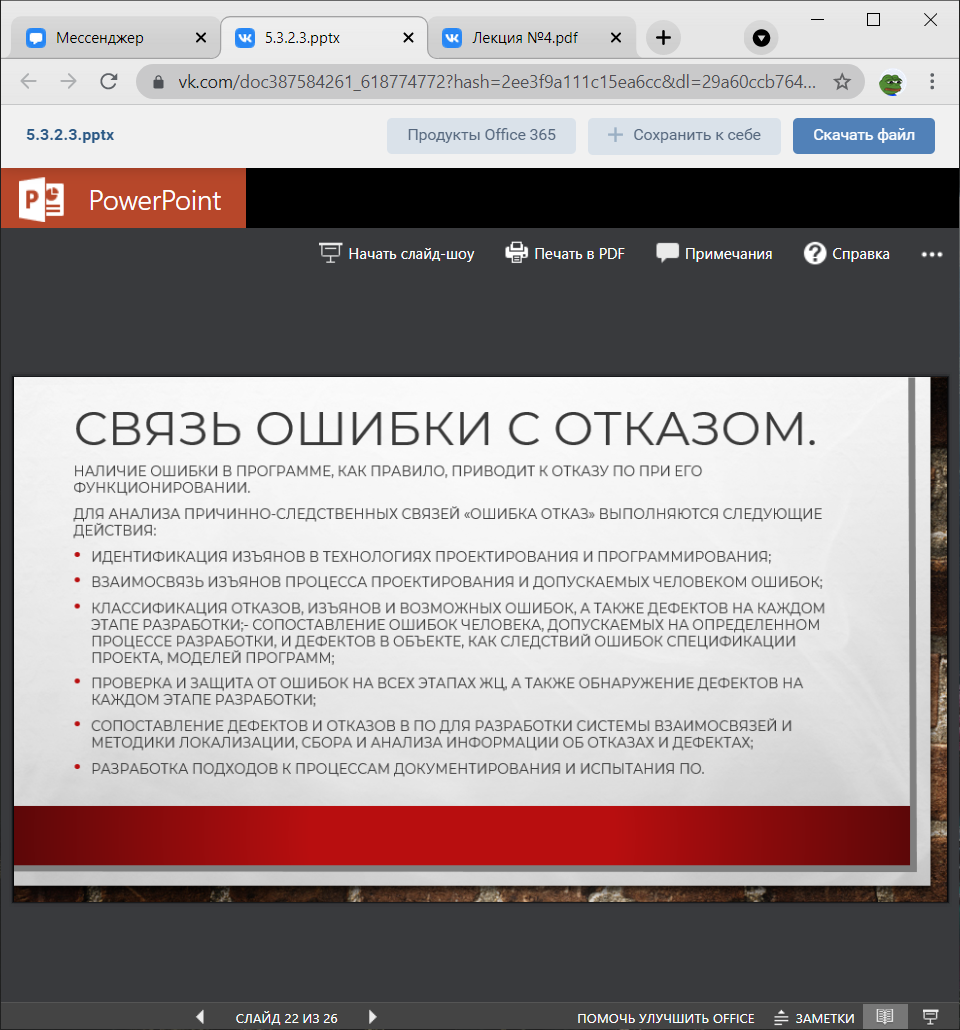 Мессенджер
5.3.2.3.pptx
Лекция №4.pdf
vk.com/doc387584261_618774772?hash=2ee3f9a111c15ea6cc&dl=29a60ccb764...
5.3.2.3.pptx
Продукты Office 365
Сохранить к себе
Скачать файл
PowerPoint
Начать слайд-шоу
Печать в PDF
Примечания
Справка
СВЯЗЬ ОШИБКИ С ОТКАЗОМ.
НАЛИЧИЕ ОШИБКИ В ПРОГРАММЕ, КАК ПРАВИЛО, ПРИВОДИТ К ОТКАЗУ ПО ПРИ ЕГО
ФУНКЦИОНИРОВАНИИ.
ДЛЯ АНАЛИЗА ПРИЧИННО-СЛЕДСТВЕННЫХ СВЯЗЕЙ «ОШИБКА ОТКАЗ» ВЫПОЛНЯЮТСЯ СЛЕДУЮЩИЕ
ДЕЙСТВИЯ:
• ИДЕНТИФИКАЦИЯ ИЗЪЯНОВ В ТЕХНОЛОГИЯХ ПРОЕКТИРОВАНИЯ И ПРОГРАММИРОВАНИЯ;
• ВЗАИМОСВЯЗЬ ИЗЪЯНОВ ПРОЦЕССА ПРОЕКТИРОВАНИЯ И ДОПУСКАЕМЫХ ЧЕЛОВЕКОМ ОШИБОК;
• КЛАССИФИКАЦИЯ ОТКАЗОВ, ИЗЪЯНОВ И ВОЗМОЖНЫХ ОШИБОК, А ТАКЖЕ ДЕФЕКТОВ НА КАЖДОМ
ЭТАПЕ РАЗРАБОТКИ;- СОПОСТАВЛЕНИЕ ОШИБОК ЧЕЛОВЕКА, ДОПУСКАЕМЫХ НА ОПРЕДЕЛЕННОМ
ПРОЦЕССЕ РАЗРАБОТКИ, И ДЕФЕКТОВ В ОБЪЕКТЕ, КАК СЛЕДСТВИЙ ОШИБОК СПЕЦИФИКАЦИИ
ПРОЕКТА, МОДЕЛЕЙ ПРОГРАММ;
• ПРОВЕРКА И ЗАЩИТА ОТ ОШИБОК НА ВСЕХ ЭТАПАХ ЖЦ, А ТАКЖЕ ОБНАРУЖЕНИЕ ДЕФЕКТОВ НА
КАЖДОМ ЭТАПЕ РАЗРАБОТКИ;
• СОПОСТАВЛЕНИЕ ДЕФЕКТОВ И ОТКАЗОВ В ПО ДЛЯ РАЗРАБОТКИ СИСТЕМЫ ВЗАИМОСВЯЗЕЙ И
МЕТОДИКИ ЛОКАЛИЗАЦИИ, СБОРА И АНАЛИЗА ИНФОРМАЦИИ ОБ ОТКАЗАХ И ДЕФЕКТАХ;
• РАЗРАБОТКА ПОДХОДОВ К ПРОЦЕССАМ ДОКУМЕНТИРОВАНИЯ И ИСПЫТАНИЯ ПО.
СЛАЙД 22 ИЗ 26
ПОМОЧЬ УЛУЧШИТЬ OFFICE
ЗАМЕТКИ